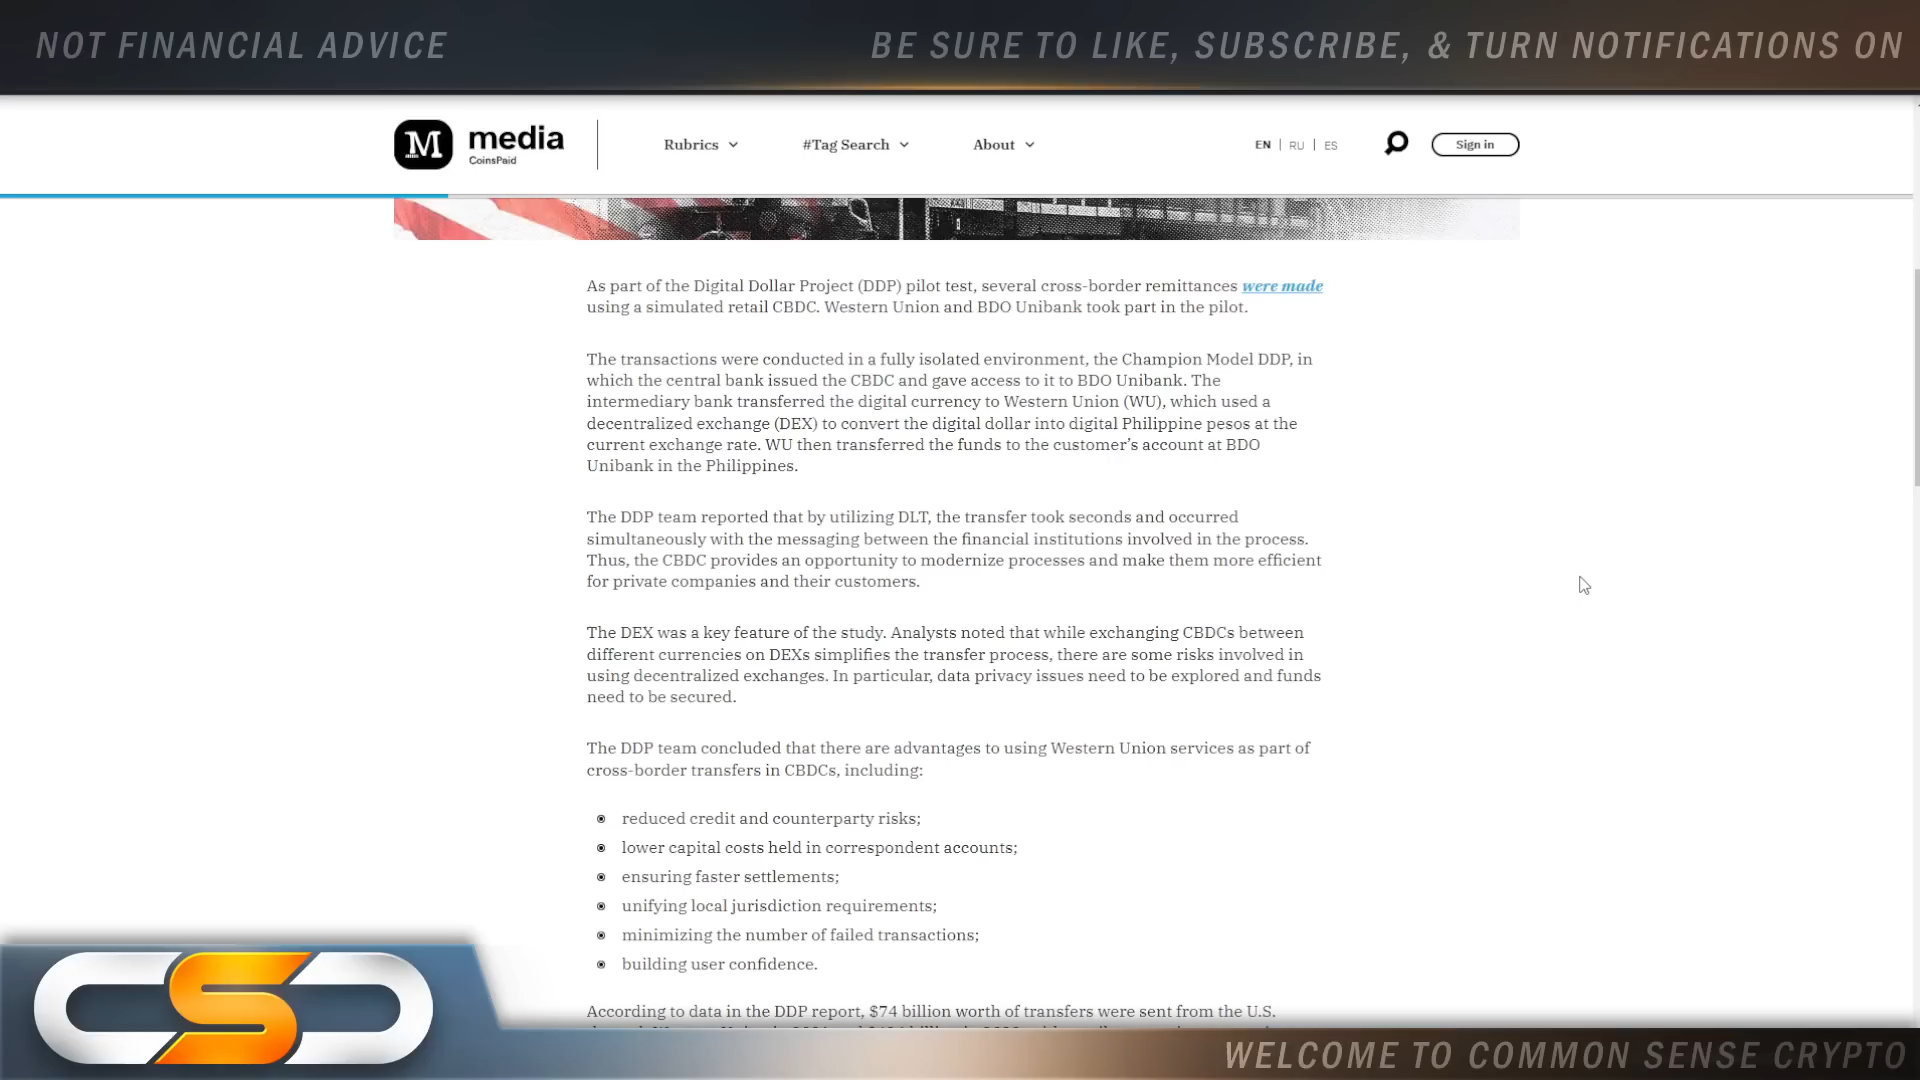 NOT FINANCIAL ADVICE
BE SURE TO LIKE, SUBSCRIBE, & TURN NOTIFICATIONS ON
M
media
CoinsPaid
Rubrics
#Tag Search
About
EN | RU | ES
Sign in
As part of the Digital Dollar Project (DDP) pilot test, several cross-border remittances were made
using a simulated retail CBDC. Western Union and BDO Unibank took part in the pilot.
The transactions were conducted in a fully isolated environment, the Champion Model DDP, in
which the central bank issued the CBDC and gave access to it to BDO Unibank. The
intermediary bank transferred the digital currency to Western Union (WU), which used a
decentralized exchange (DEX) to convert the digital dollar into digital Philippine pesos at the
current exchange rate. WU then transferred the funds to the customer’s account at BDO
Unibank in the Philippines.
The DDP team reported that by utilizing DLT, the transfer took seconds and occurred
simultaneously with the messaging between the financial institutions involved in the process.
Thus, the CBDC provides an opportunity to modernize processes and make them more efficient
for private companies and their customers.
The DEX was a key feature of the study. Analysts noted that while exchanging CBDCs between
different currencies on DEXs simplifies the transfer process, there are some risks involved in
using decentralized exchanges. In particular, data privacy issues need to be explored and funds
need to be secured.
The DDP team concluded that there are advantages to using Western Union services as part of
cross-border transfers in CBDCs, including:
reduced credit and counterparty risks;
lower capital costs held in correspondent accounts;
ensuring faster settlements;
unifying local jurisdiction requirements;
minimizing the number of failed transactions;
building user confidence.
According to data in the DDP report, $74 billion worth of transfers were sent from the U.S.
CSC
WELCOME TO COMMON SENSE CRYPTO